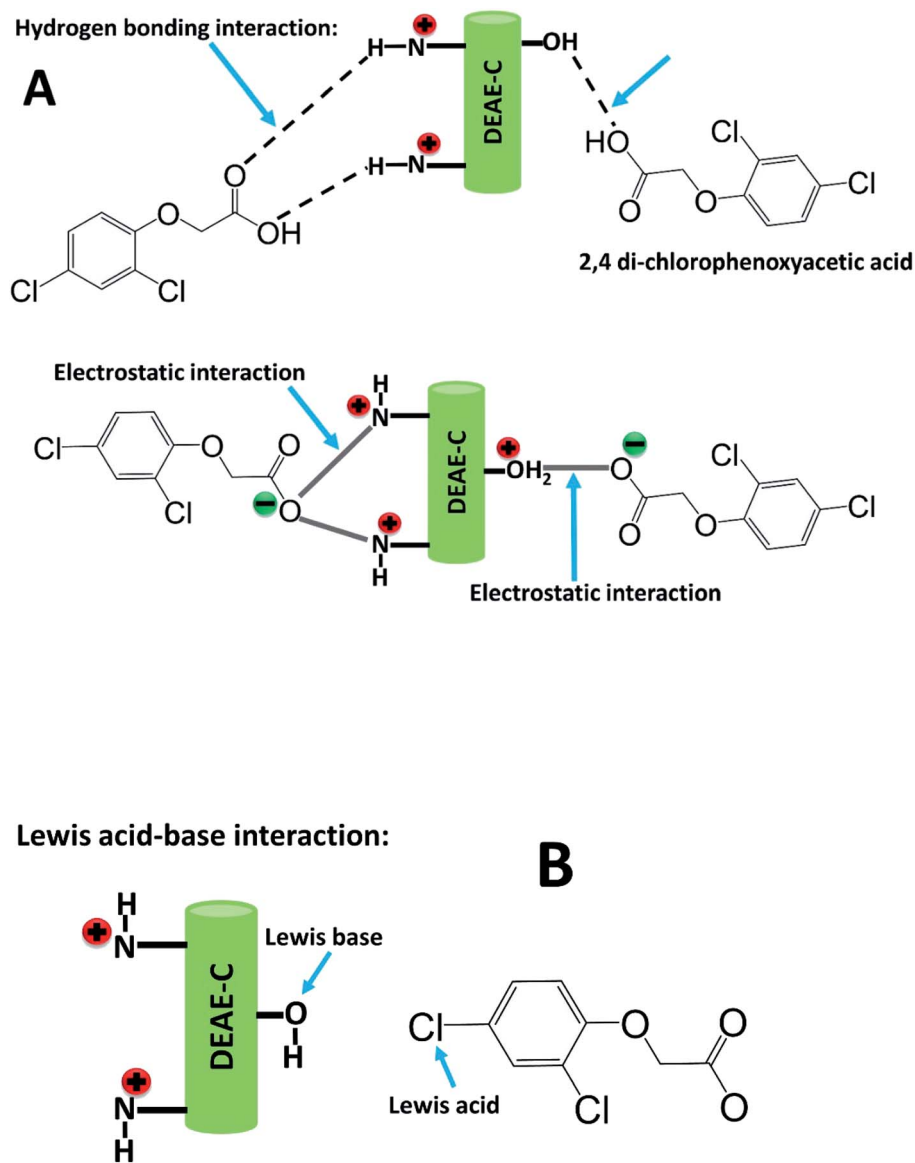 Hydrogen bonding interaction:
A
H–N
+
DEAE-C
OH
H–N
+
O
O
OH
Cl
Cl
HO
O
O
Cl
Cl
2,4 di-chlorophenoxyacetic acid
Electrostatic interaction
Cl
Cl
O
O
O
−
H
N
+
DEAE-C
N
H
+
+
OH2
−
O
O
O
Cl
Cl
Electrostatic interaction
Lewis acid-base interaction:
B
H
N
+
DEAE-C
N
H
+
Lewis base
O
H
Cl
Cl
O
O
O
Lewis acid